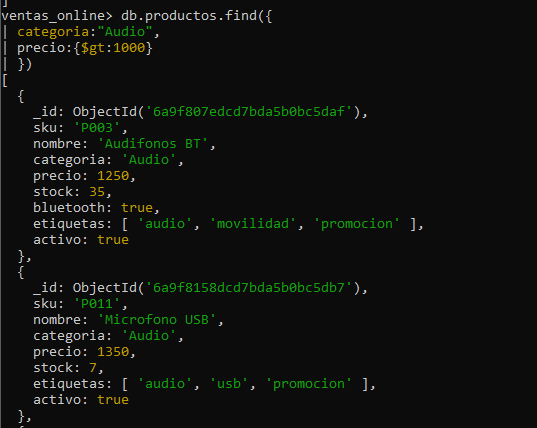 ]
ventas_online> db.productos.find({
| categoria:"Audio",
| precio:{$gt:1000}
| })
[
  {
    _id: ObjectId('6a9f807edcd7bda5b0bc5daf'),
    sku: 'P003',
    nombre: 'Audifonos BT',
    categoria: 'Audio',
    precio: 1250,
    stock: 35,
    bluetooth: true,
    etiquetas: [ 'audio', 'movilidad', 'promocion' ],
    activo: true
  },
  {
    _id: ObjectId('6a9f8158dcd7bda5b0bc5db7'),
    sku: 'P011',
    nombre: 'Microfono USB',
    categoria: 'Audio',
    precio: 1350,
    stock: 7,
    etiquetas: [ 'audio', 'usb', 'promocion' ],
    activo: true
  },
  {